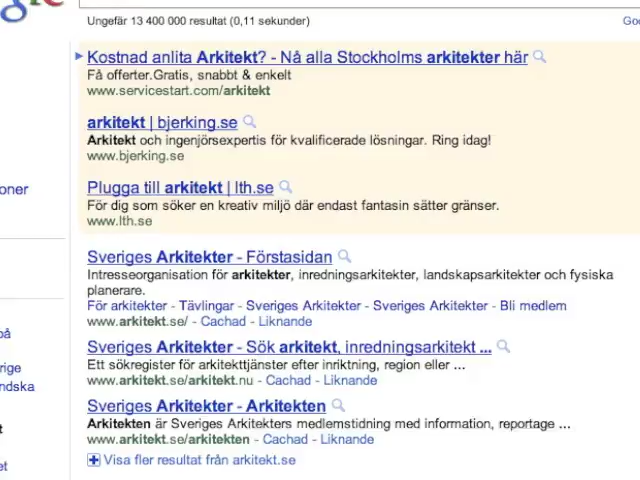 Ungefär 13 400 000 resultat (0,11 sekunder)
Goo
Kostnad anlita Arkitekt? - Nå alla Stockholms arkitekter här
Få offerter.Gratis, snabbt & enkelt
www.servicestart.com/arkitekt
arkitekt | bjerking.se
Arkitekt och ingenjörsexpertis för kvalificerade lösningar. Ring idag!
www.bjerking.se
Plugga till arkitekt | lth.se
För dig som söker en kreativ miljö där endast fantasin sätter gränser.
www.lth.se
Sveriges Arkitekter - Förstasidan
Intresseorganisation för arkitekter, inredningsarkitekter, landskapsarkitekter och fysiska
planerare.
För arkitekter - Tävlingar - Sveriges Arkitekter - Sveriges Arkitekter - Bli medlem
www.arkitekt.se/ - Cachad - Liknande
Sveriges Arkitekter - Sök arkitekt, inredningsarkitekt ...
Ett sökregister för arkitekttjänster efter inriktning, region eller ...
www.arkitekt.se/arkitekt.nu - Cachad - Liknande
Sveriges Arkitekter - Arkitekten
Arkitekten är Sveriges Arkitekters medlemstidning med information, reportage ...
www.arkitekt.se/arkitekten - Cachad - Liknande
Visa fler resultat från arkitekt.se
oner
på
rige
ndska
t
et